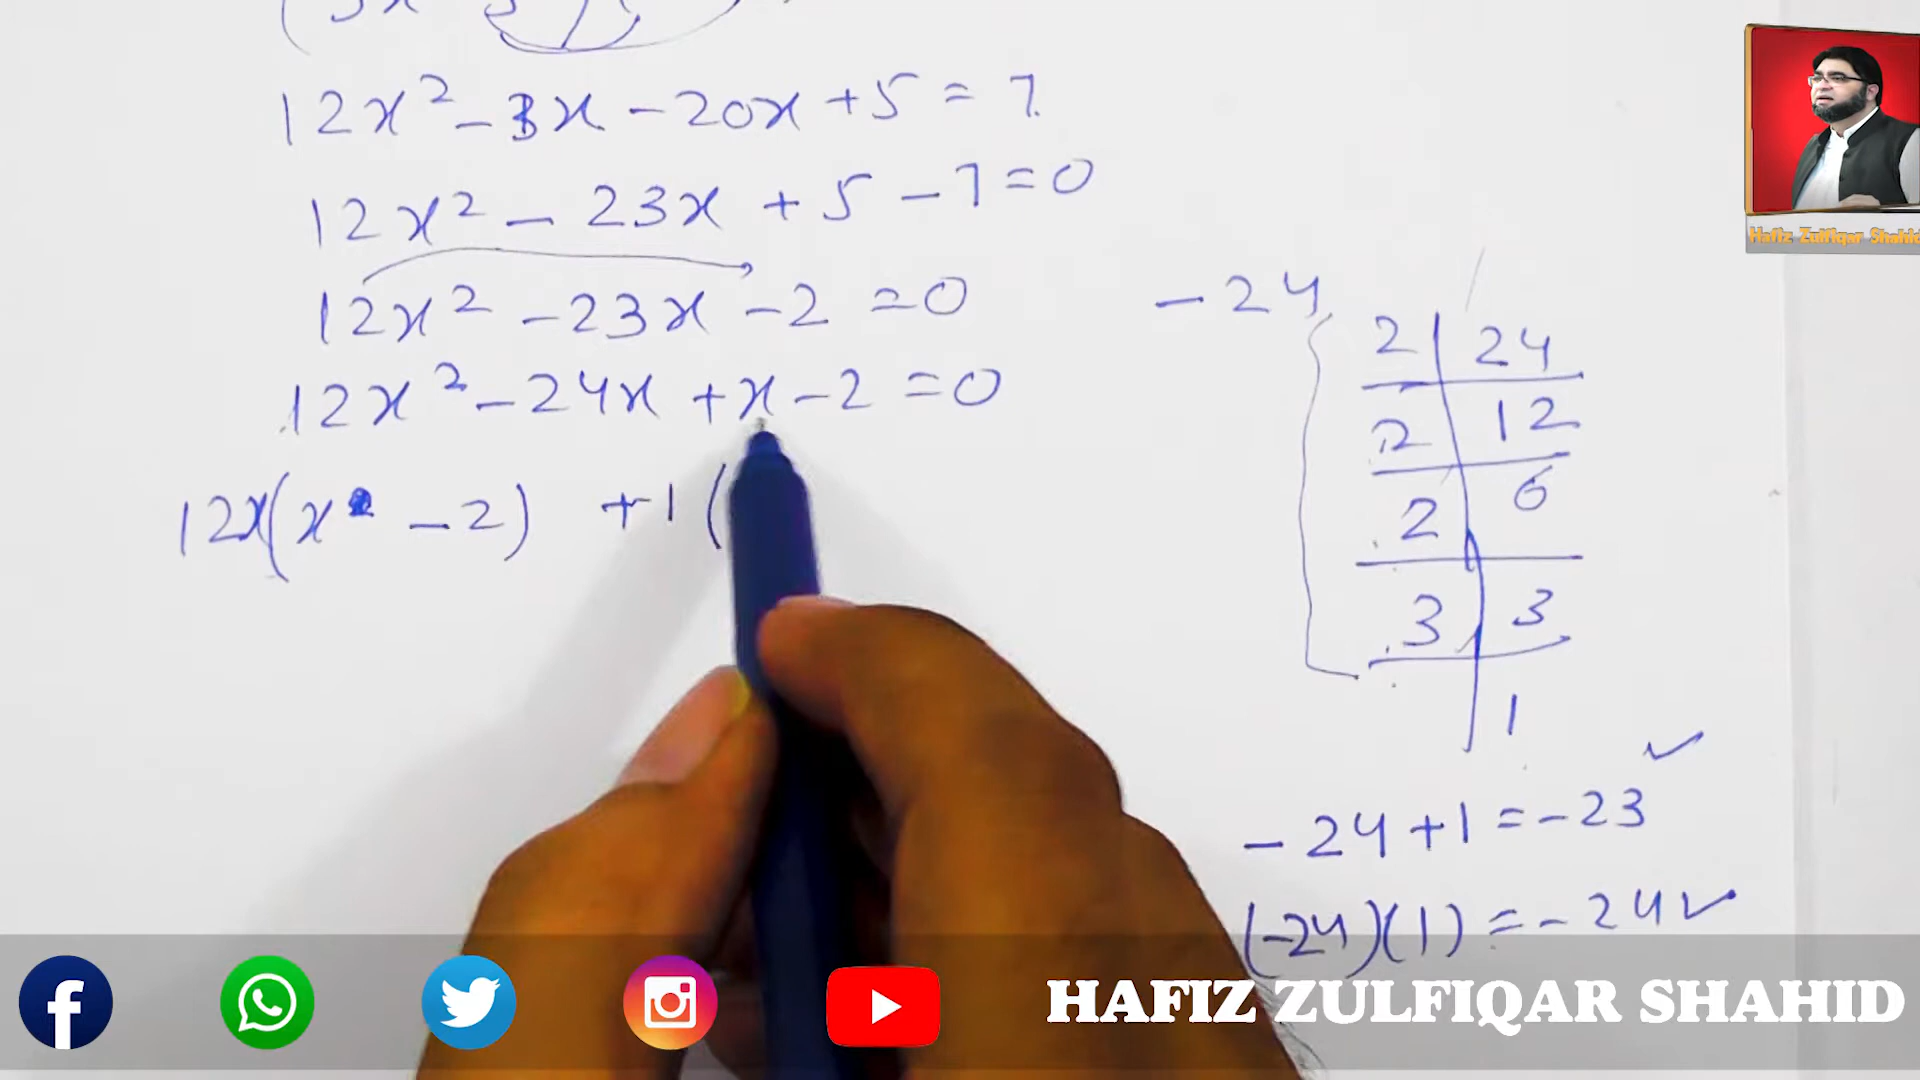 12x² - 3x - 20x + 5 = 7
12x² - 23x + 5 - 7 = 0
12x² - 23x - 2 = 0
12x² - 24x + x - 2 = 0
12x(x - 2) + 1 (
- 24
2 | 24
2 | 12
2 | 6
3 | 3
1
- 24 + 1 = - 23 ✓
(-24)(1) = - 24 ✓
Hafiz Zulfiqar Shahid
HAFIZ ZULFIQAR SHAHID